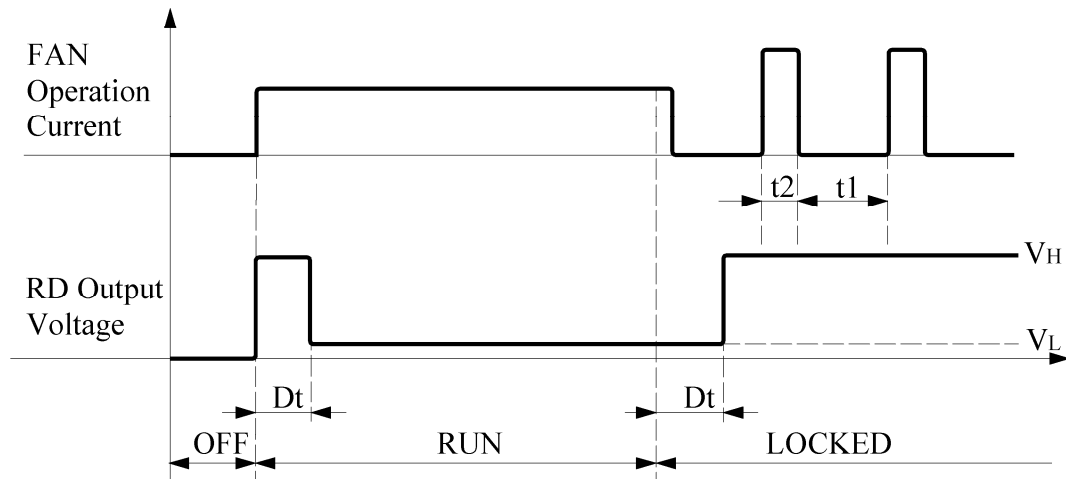 FAN
Operation
Current
t2
t1
VH
RD Output
Voltage
VL
Dt
Dt
OFF
RUN
LOCKED